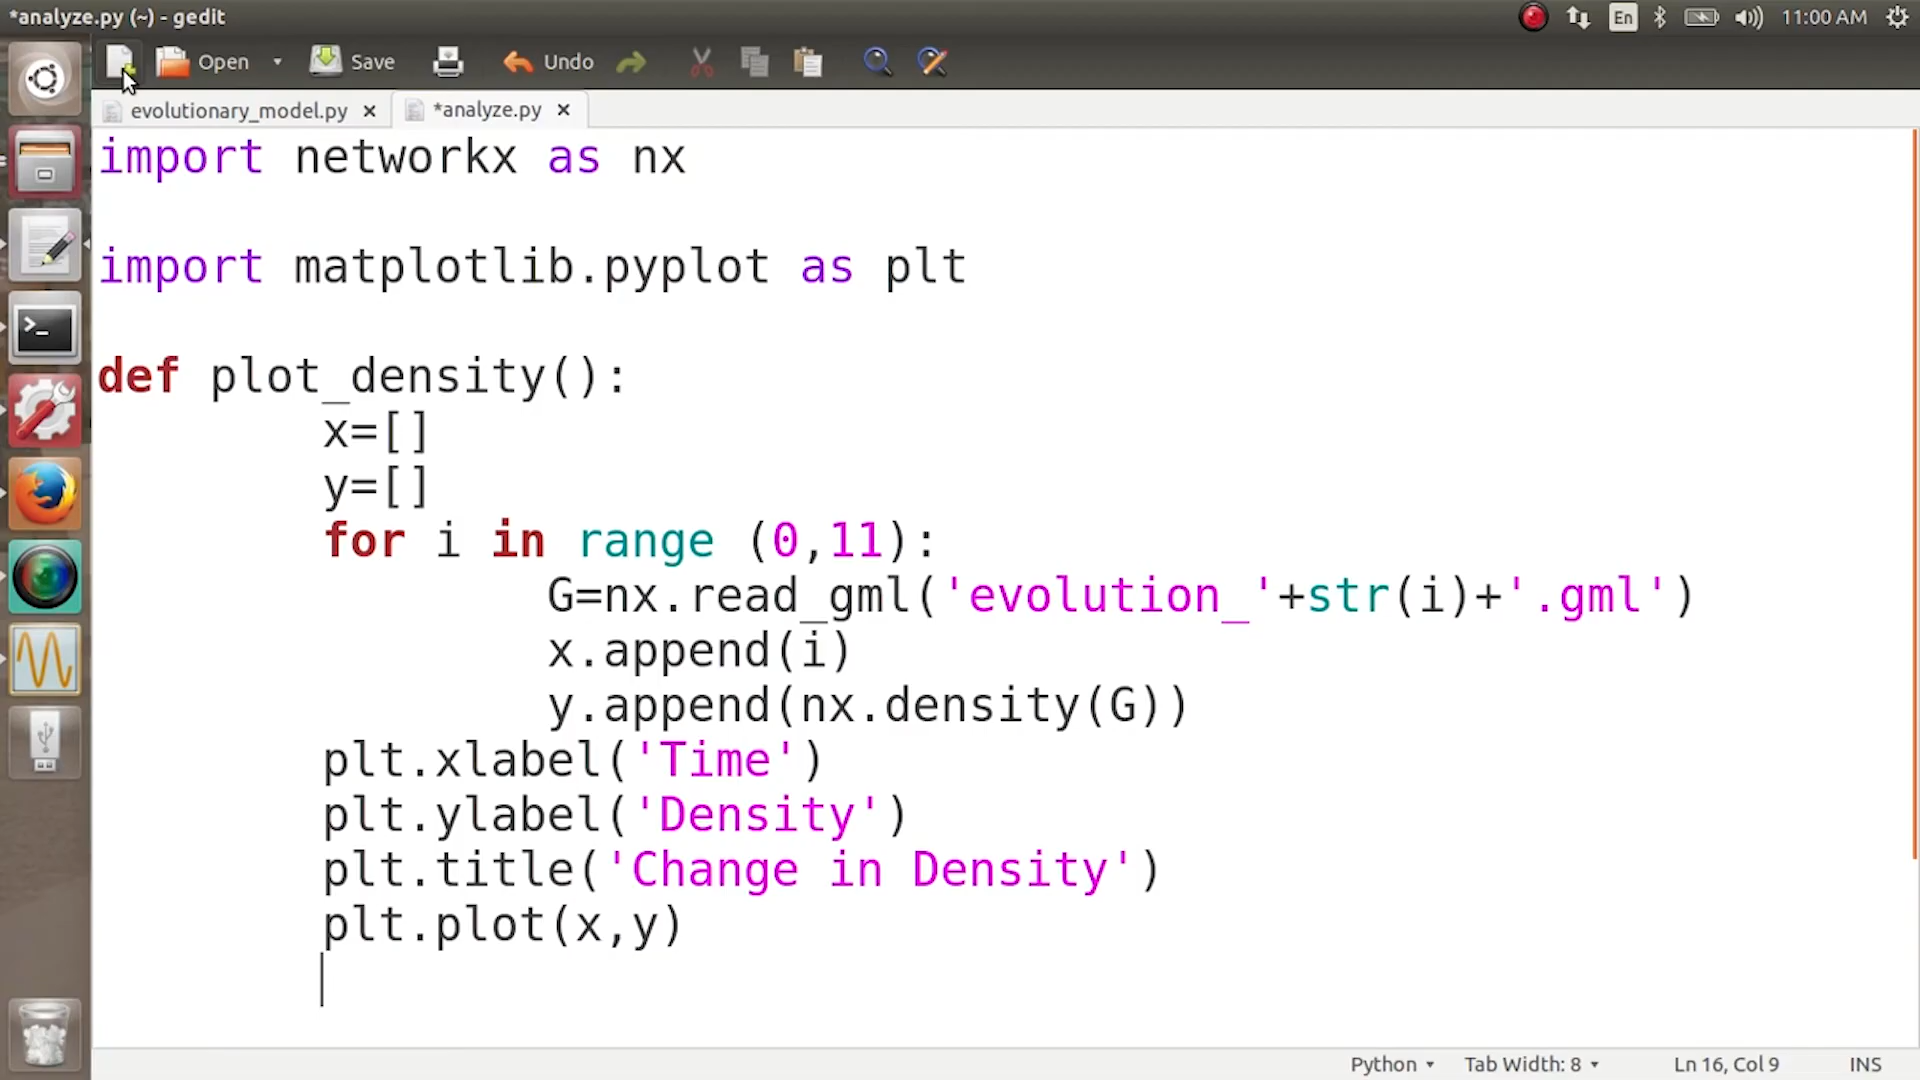 *analyze.py (~) - gedit
En
11:00 AM
Open
Save
Undo
evolutionary_model.py
*analyze.py
import networkx as nx
import matplotlib.pyplot as plt
def plot_density():
x=[]
y=[]
for i in range (0,11):
G=nx.read_gml('evolution_'+str(i)+'.gml')
x.append(i)
y.append(nx.density(G))
plt.xlabel('Time')
plt.ylabel('Density')
plt.title('Change in Density')
plt.plot(x,y)
Python
Tab Width: 8
Ln 16, Col 9
INS